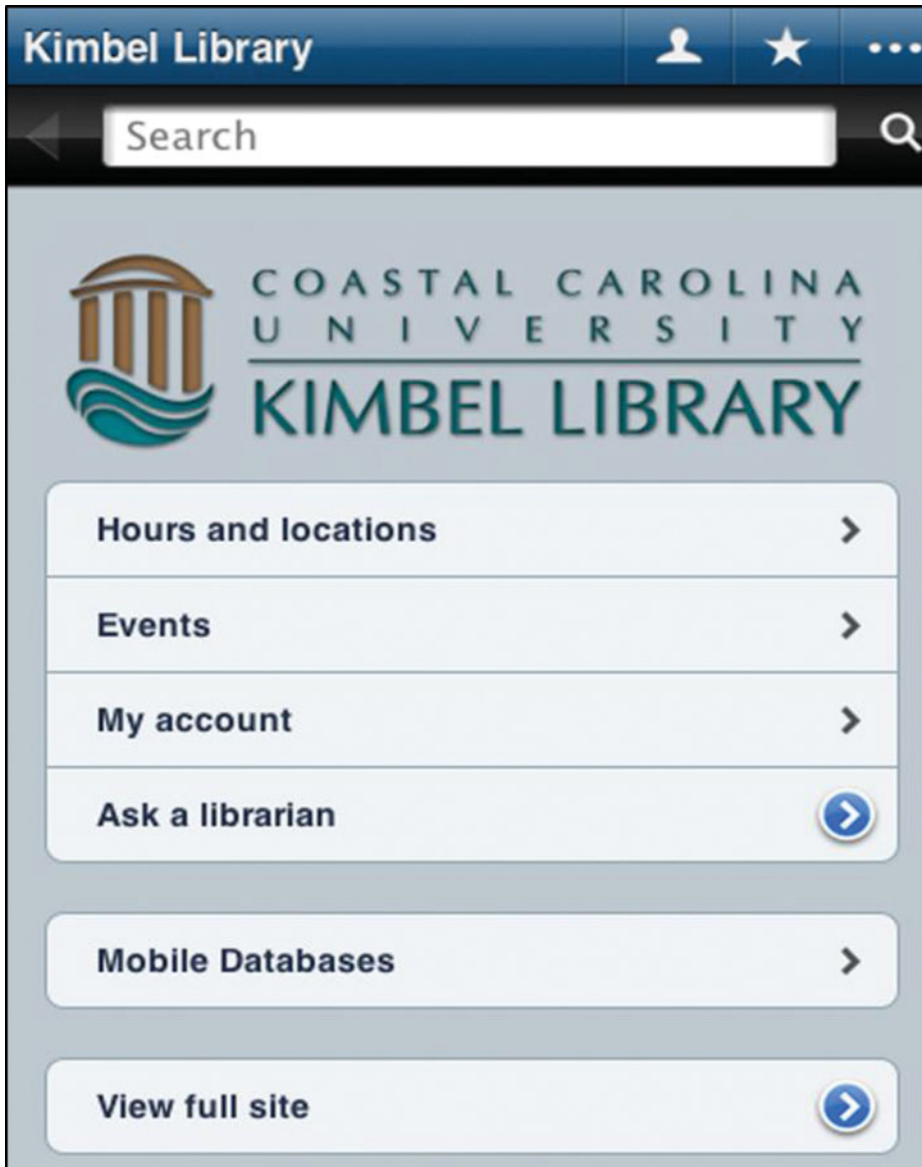 Kimbel Library
Search
COASTAL CAROLINA
UNIVERSITY
KIMBEL LIBRARY
Hours and locations
Events
My account
Ask a librarian
Mobile Databases
View full site